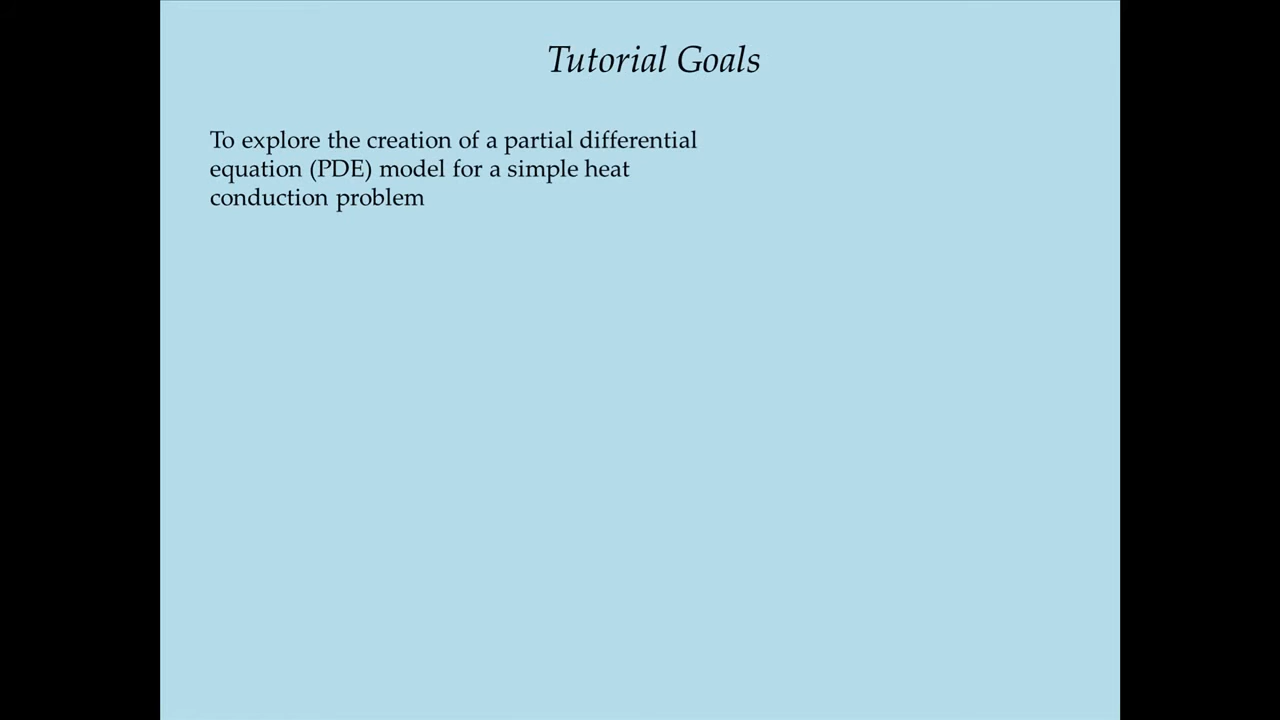 Tutorial Goals
To explore the creation of a partial differential
equation (PDE) model for a simple heat
conduction problem